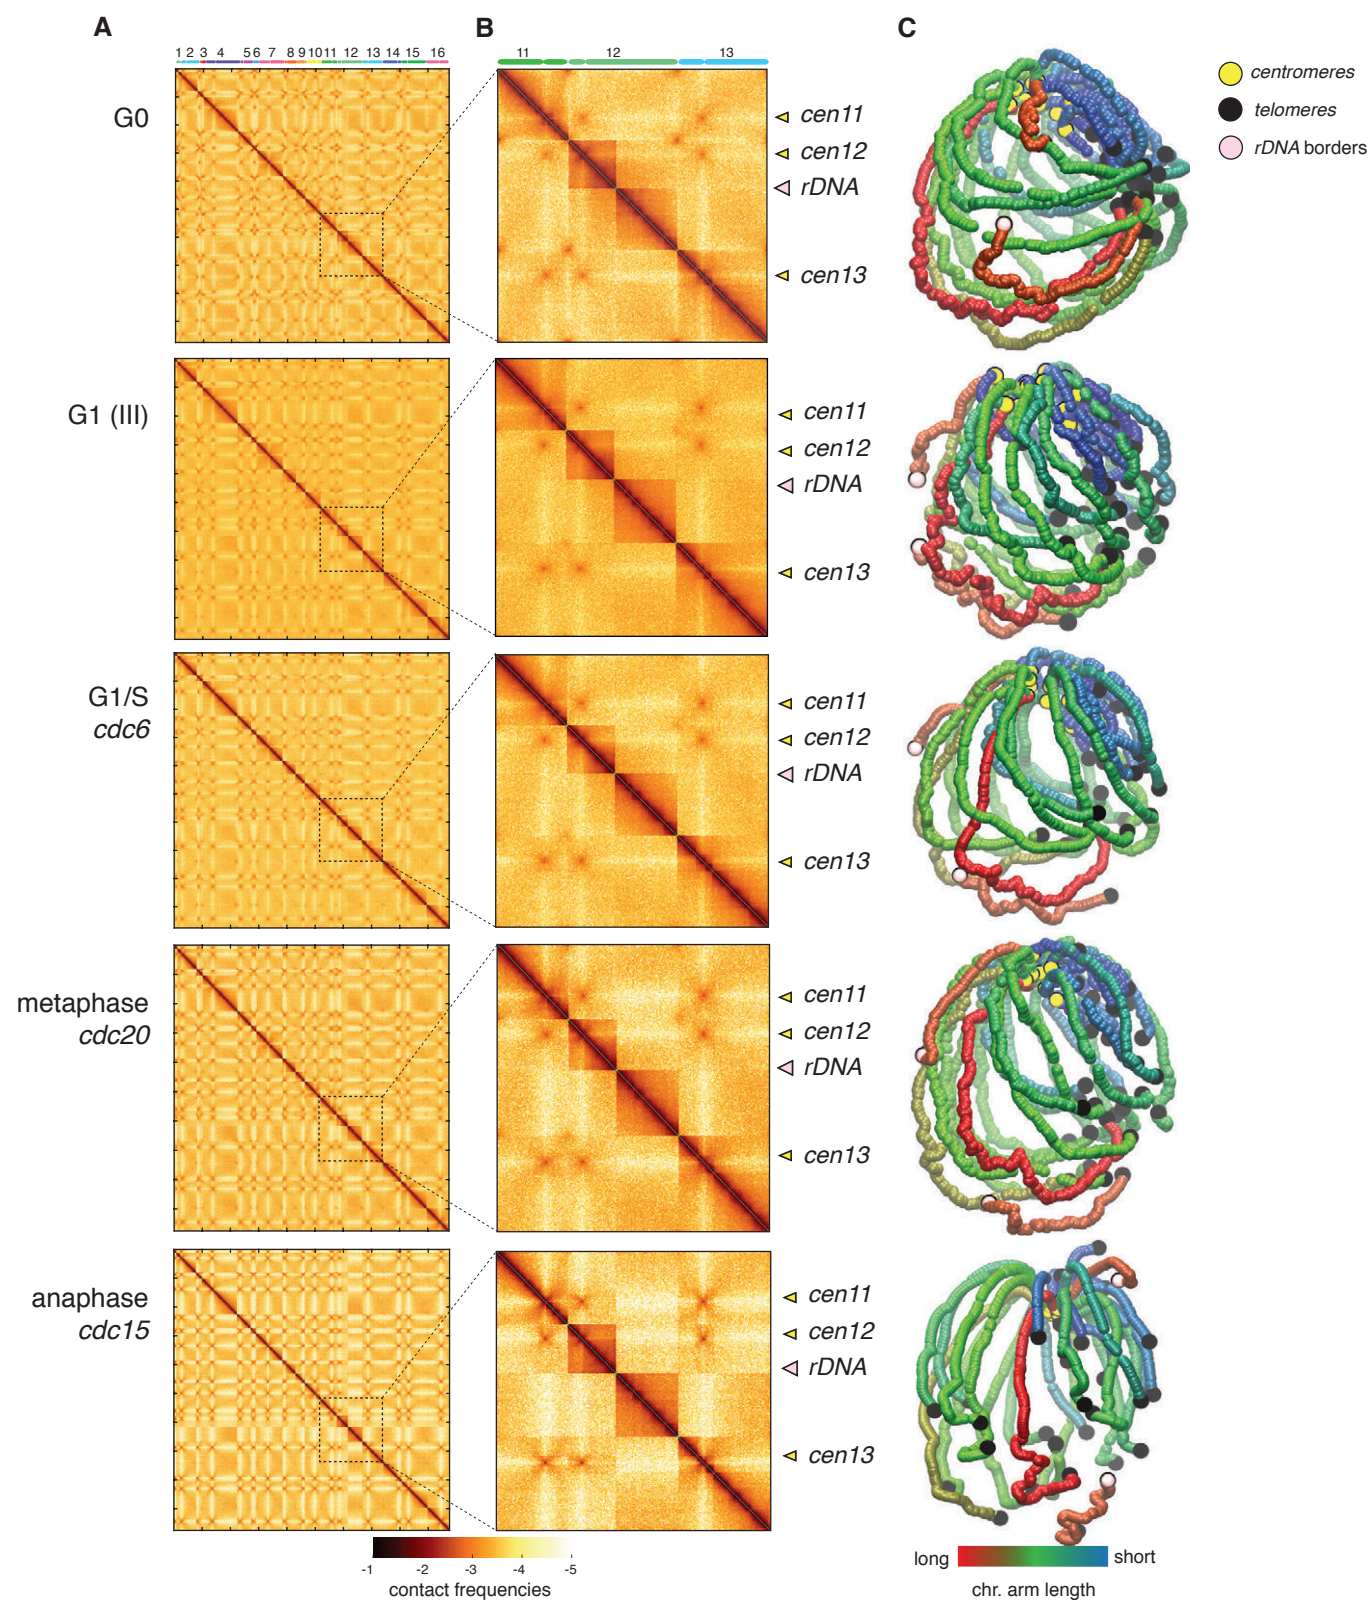 A
B
C
1 2 3 4 5 6 7 8 9 10 11 12 13 14 15 16
11 12 13
centromeres
telomeres
rDNA borders
G0
cen11
cen12
rDNA
cen13
G1 (III)
cen11
cen12
rDNA
cen13
G1/S
cdc6
cen11
cen12
rDNA
cen13
metaphase
cdc20
cen11
cen12
rDNA
cen13
anaphase
cdc15
cen11
cen12
rDNA
cen13
-1 -2 -3 -4 -5
contact frequencies
long short
chr. arm length